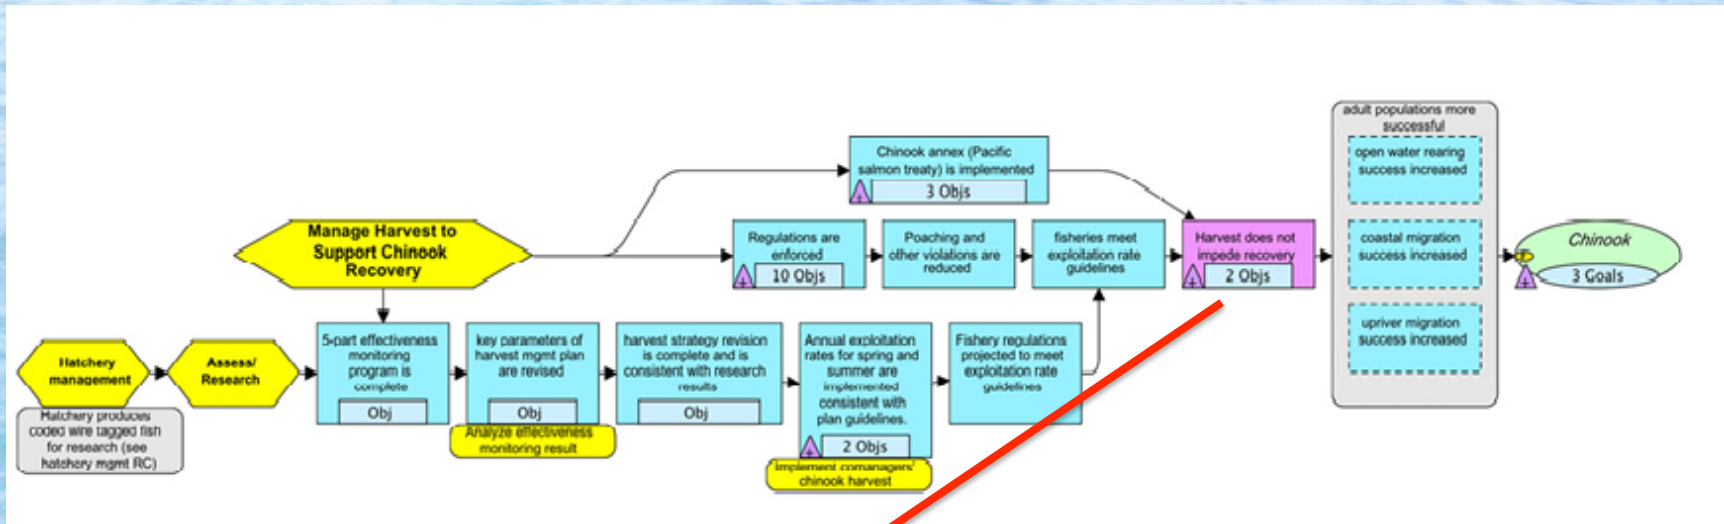 adult populations more
successful
open water rearing
success increased
coastal migration
success increased
upriver migration
success increased
Chinook annex (Pacific
salmon treaty) is implemented
3 Objs
Manage Harvest to
Support Chinook
Recovery
Regulations are
enforced
10 Objs
Poaching and
other violations are
reduced
fisheries meet
exploitation rate
guidelines
Harvest does not
impede recovery
2 Objs
Chinook
3 Goals
Hatchery
management
Hatchery produces
coded wire tagged fish
for research (see
hatchery mgmt RC)
Assess/
Research
5-part effectiveness
monitoring
program is
complete
Obj
key parameters of
harvest mgmt plan
are revised
Obj
Analyze effectiveness
monitoring result
harvest strategy revision
is complete and is
consistent with research
results
Obj
Annual exploitation
rates for spring and
summer are
implemented
consistent with
plan guidelines.
2 Objs
Implement comanagers'
chinook harvest
Fishery regulations
projected to meet
exploitation rate
guidelines